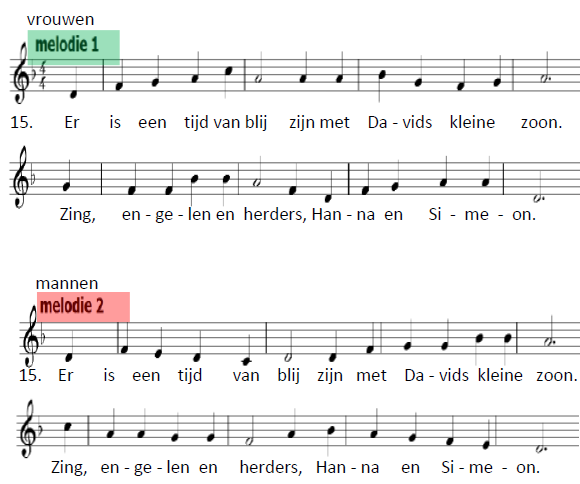 vrouwen
melodie 1
4
4
15. Er is een tijd van blij zijn met Da - vids kleine zoon.
Zing, en - ge - len en herders, Han - na en Si - me - on.
mannen
melodie 2
15. Er is een tijd van blij zijn met Da - vids kleine zoon.
Zing, en - ge - len en herders, Han - na en Si - me - on.